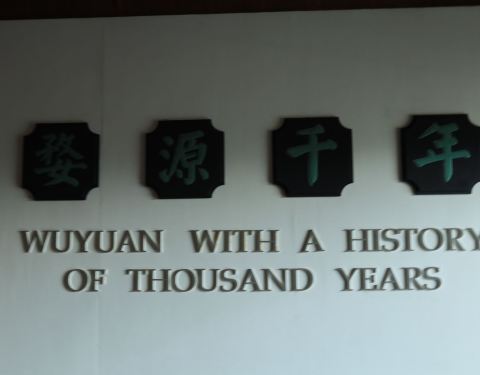 婺源千年
WUYUAN WITH A HISTORY
OF THOUSAND YEARS